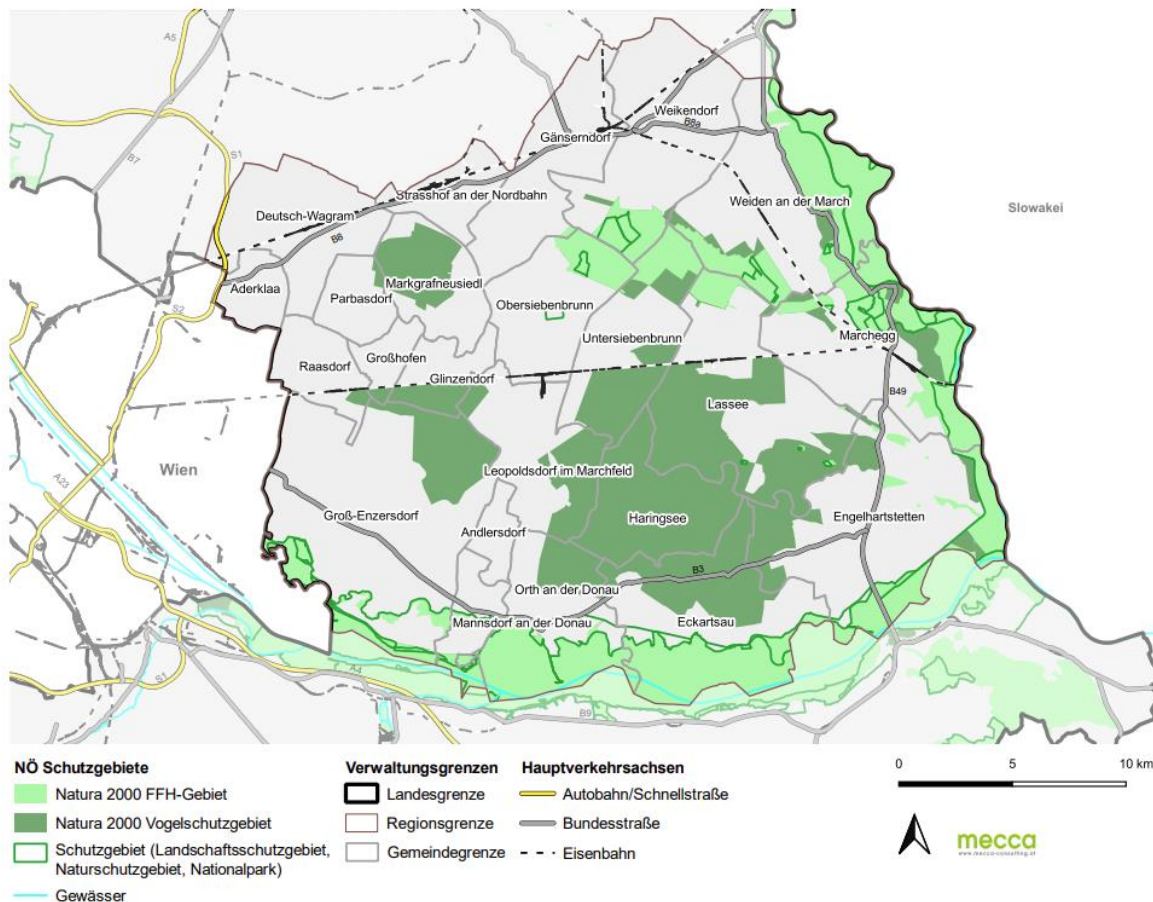 A5
B7
S1
Weikendorf
B8a
Gänserndorf
Strasshof an der Nordbahn
Weiden an der March
Slowakei
Deutsch-Wagram
B8
Aderklaa
Markgrafneusiedl
Parbasdorf
Obersiebenbrunn
S2
Untersiebenbrunn
Marchegg
Großhofen
Raasdorf
Glinzendorf
B49
Lassee
Wien
Leopoldsdorf im Marchfeld
A23
Groß-Enzersdorf
Haringsee
Engelhartstetten
Andlersdorf
B3
Orth an der Donau
Mannsdorf an der Donau
Eckartsau
A4
S1
B9
NÖ Schutzgebiete
Natura 2000 FFH-Gebiet
Natura 2000 Vogelschutzgebiet
Schutzgebiet (Landschaftsschutzgebiet,
Naturschutzgebiet, Nationalpark)
Gewässer
Verwaltungsgrenzen
Landesgrenze
Regionsgrenze
Gemeindegrenze
Hauptverkehrsachsen
Autobahn/Schnellstraße
Bundesstraße
Eisenbahn
0 5 10 km
mecca
www.mecca-consulting.at